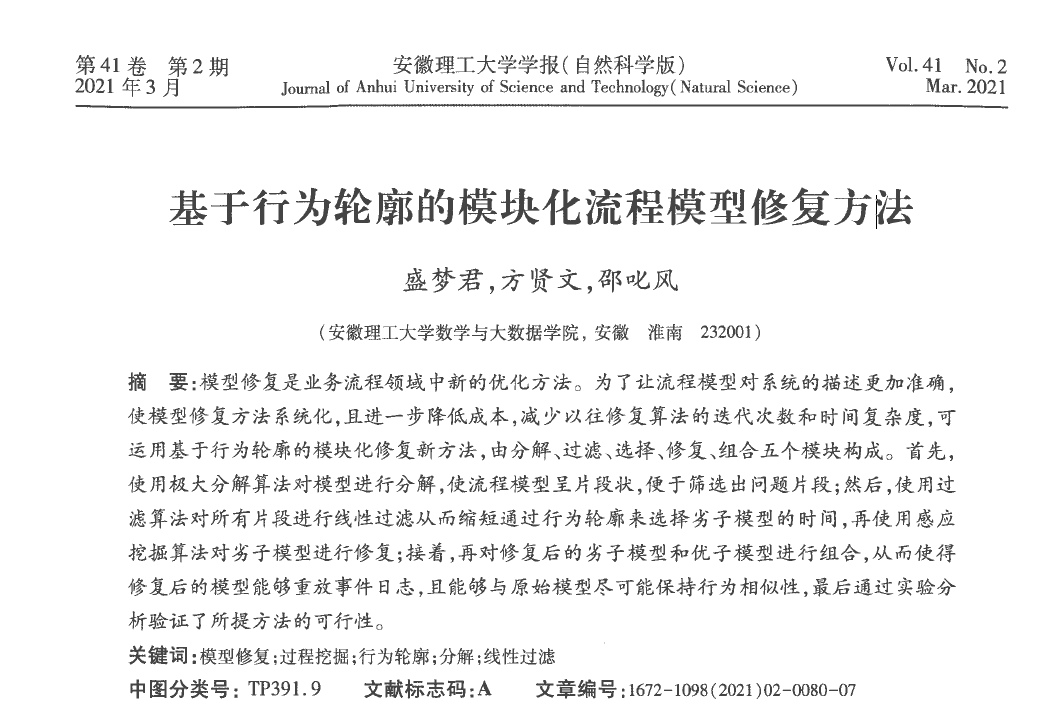 第41卷 第2期 安徽理工大学学报(自然科学版) Vol.41 No.2
2021年3月 Journal of Anhui University of Science and Technology(Natural Science) Mar.2021
基于行为轮廓的模块化流程模型修复方法
盛梦君,方贤文,邵叱风
(安徽理工大学数学与大数据学院,安徽 淮南 232001)
摘 要:模型修复是业务流程领域中新的优化方法。为了让流程模型对系统的描述更加准确,
使模型修复方法系统化,且进一步降低成本,减少以往修复算法的迭代次数和时间复杂度,可
运用基于行为轮廓的模块化修复新方法,由分解、过滤、选择、修复、组合五个模块构成。首先,
使用极大分解算法对模型进行分解,使流程模型呈片段状,便于筛选出问题片段;然后,使用过
滤算法对所有片段进行线性过滤从而缩短通过行为轮廓来选择劣子模型的时间,再使用感应
挖掘算法对劣子模型进行修复;接着,再对修复后的劣子模型和优子模型进行组合,从而使得
修复后的模型能够重放事件日志,且能够与原始模型尽可能保持行为相似性,最后通过实验分
析验证了所提方法的可行性。
关键词:模型修复;过程挖掘;行为轮廓;分解;线性过滤
中图分类号: TP391.9 文献标志码:A 文章编号:1672-1098(2021)02-0080-07